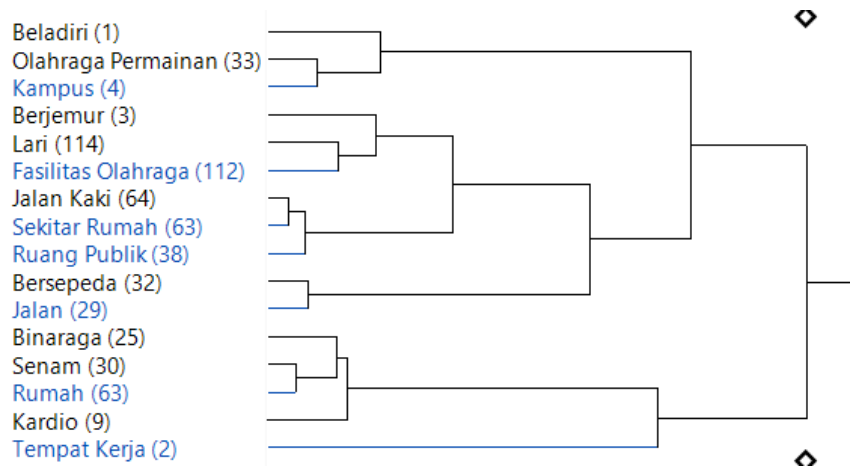 Beladiri (1)
Olahraga Permainan (33)
Kampus (4)
Berjemur (3)
Lari (114)
Fasilitas Olahraga (112)
Jalan Kaki (64)
Sekitar Rumah (63)
Ruang Publik (38)
Bersepeda (32)
Jalan (29)
Binaraga (25)
Senam (30)
Rumah (63)
Kardio (9)
Tempat Kerja (2)